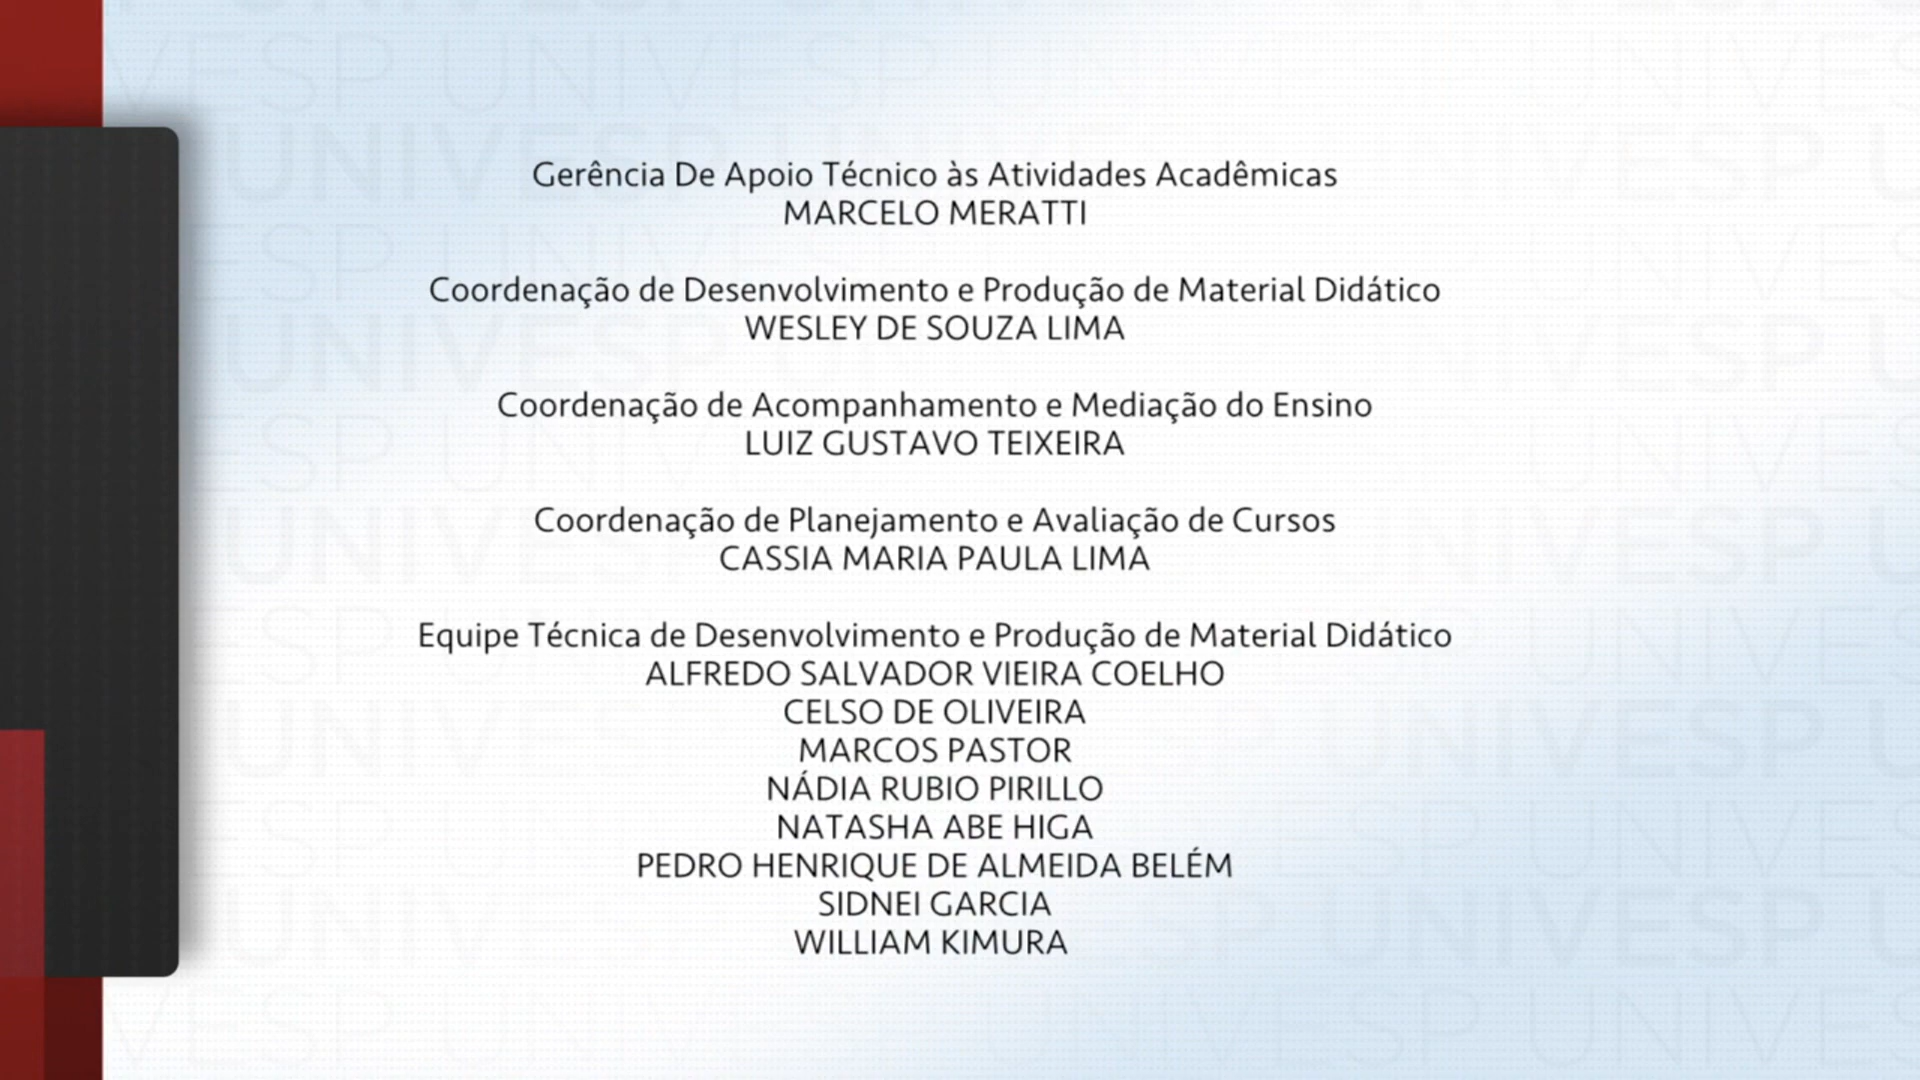 Gerência De Apoio Técnico às Atividades Acadêmicas
MARCELO MERATTI
Coordenação de Desenvolvimento e Produção de Material Didático
WESLEY DE SOUZA LIMA
Coordenação de Acompanhamento e Mediação do Ensino
LUIZ GUSTAVO TEIXEIRA
Coordenação de Planejamento e Avaliação de Cursos
CASSIA MARIA PAULA LIMA
Equipe Técnica de Desenvolvimento e Produção de Material Didático
ALFREDO SALVADOR VIEIRA COELHO
CELSO DE OLIVEIRA
MARCOS PASTOR
NÁDIA RUBIO PIRILLO
NATASHA ABE HIGA
PEDRO HENRIQUE DE ALMEIDA BELÉM
SIDNEI GARCIA
WILLIAM KIMURA